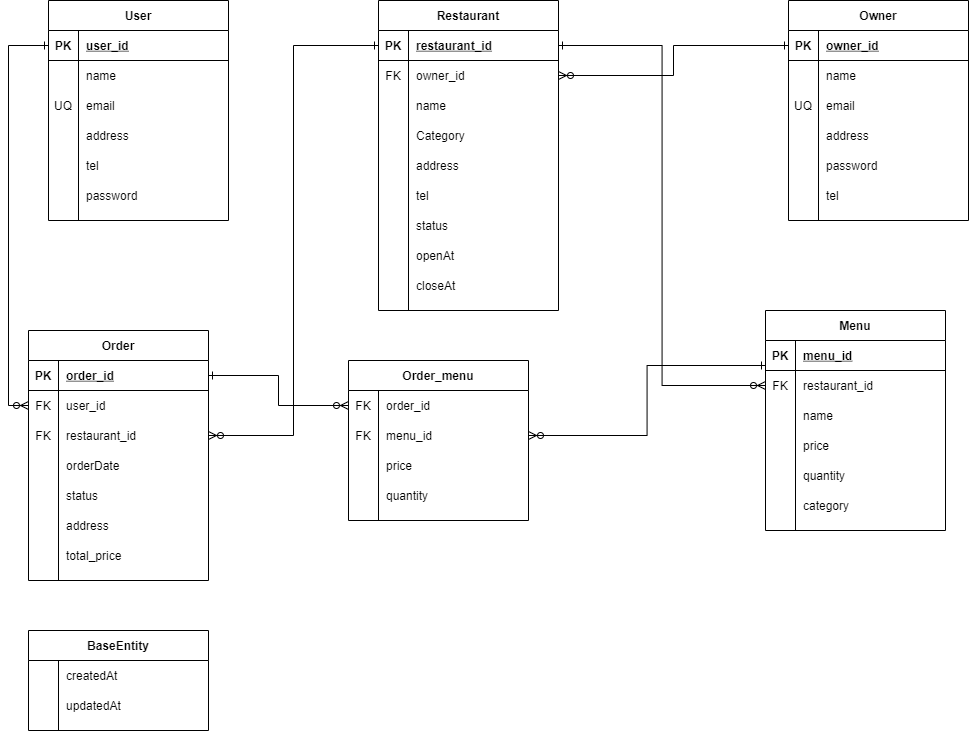 User
PK user_id
name
UQ email
address
tel
password
Restaurant
PK restaurant_id
FK owner_id
name
Category
address
tel
status
openAt
closeAt
Owner
PK owner_id
name
UQ email
address
password
tel
Order
PK order_id
FK user_id
FK restaurant_id
orderDate
status
address
total_price
Order_menu
FK order_id
FK menu_id
price
quantity
Menu
PK menu_id
FK restaurant_id
name
price
quantity
category
BaseEntity
createdAt
updatedAt